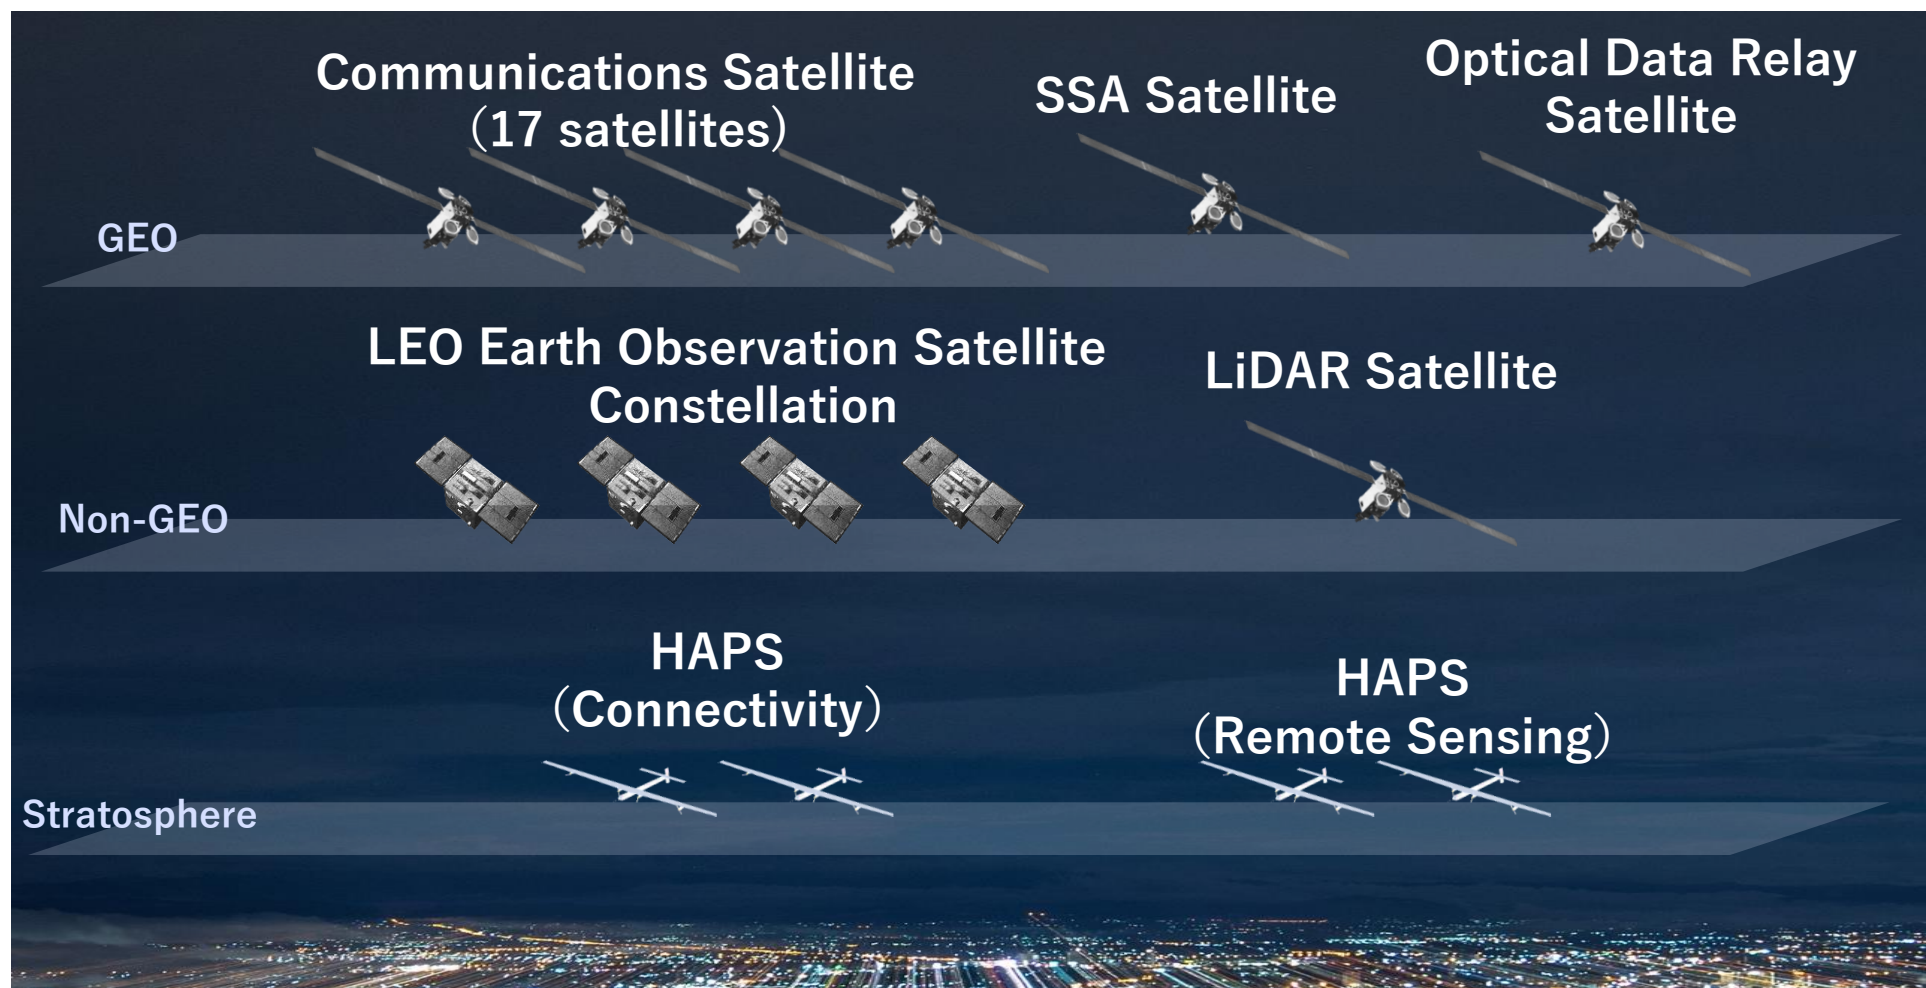 Communications Satellite
（17 satellites）
SSA Satellite
Optical Data Relay
Satellite
GEO
LEO Earth Observation Satellite
Constellation
LiDAR Satellite
Non-GEO
HAPS
（Connectivity）
HAPS
（Remote Sensing）
Stratosphere